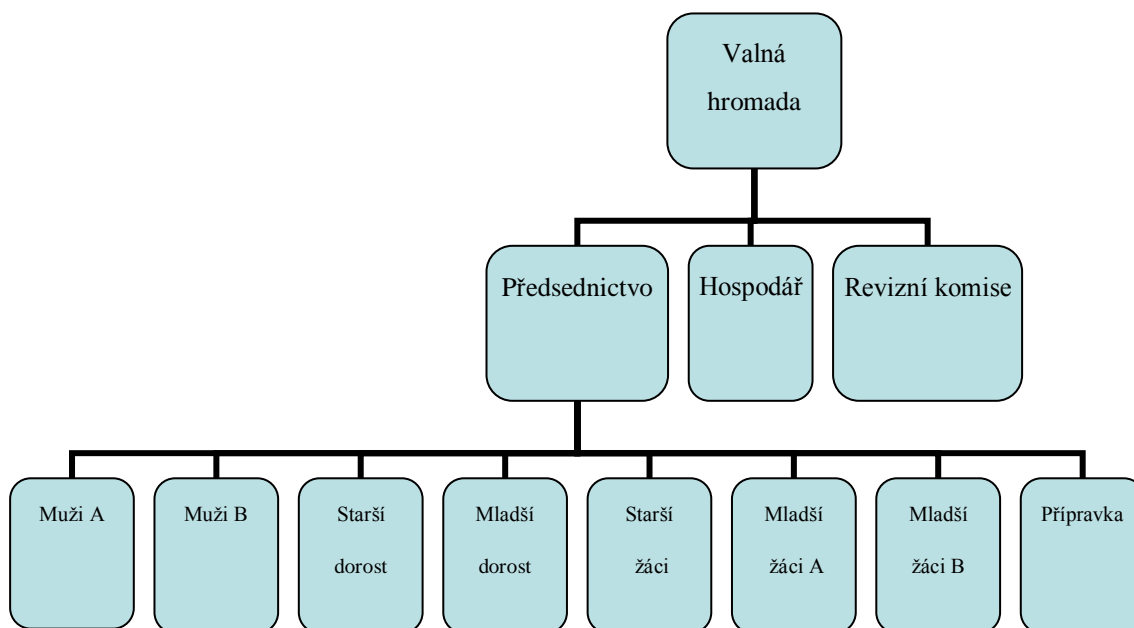 Valná
hromada
Předsednictvo
Hospodář
Revizní komise
Muži A
Muži B
Starší
dorost
Mladší
dorost
Starší
žáci
Mladší
žáci A
Mladší
žáci B
Přípravka